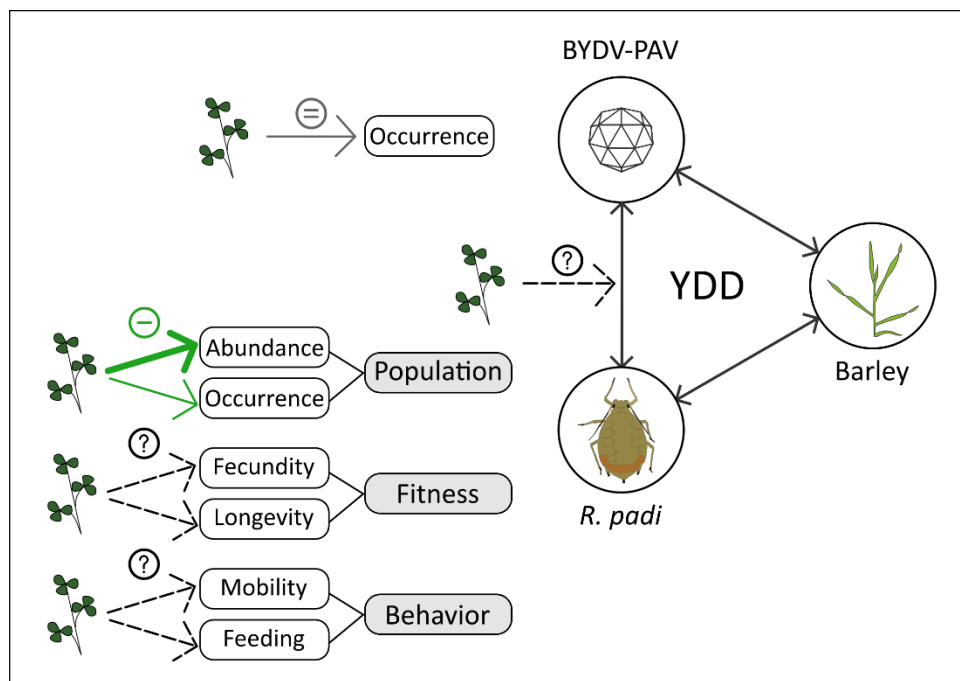 BYDV-PAV
=
Occurrence
?
YDD
Barley
R. padi
−
Abundance
Occurrence
Population
?
Fecundity
Longevity
Fitness
?
Mobility
Feeding
Behavior